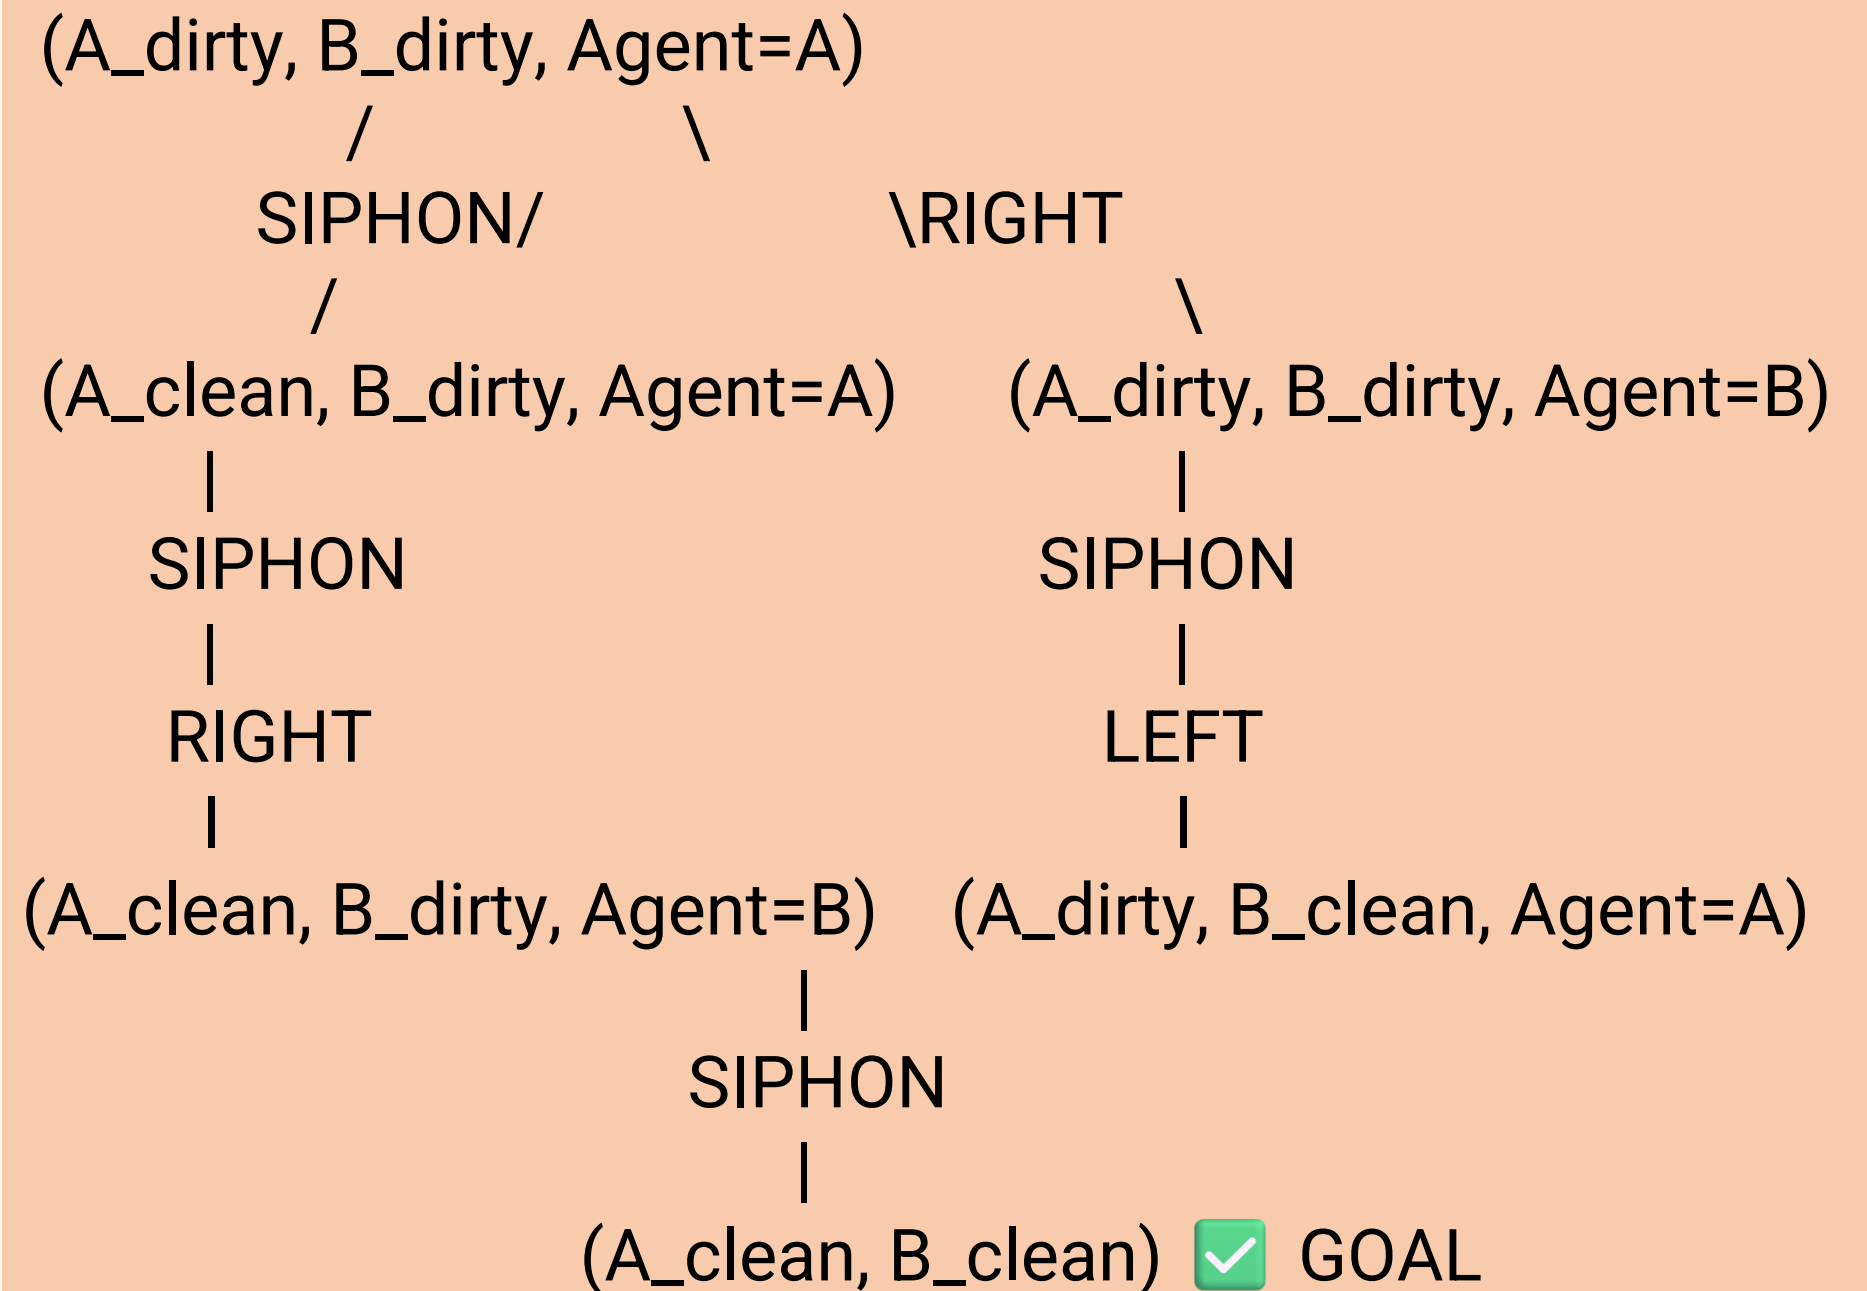 (A_dirty, B_dirty, Agent=A)
/ \
SIPHON/ \RIGHT
/ \
(A_clean, B_dirty, Agent=A) (A_dirty, B_dirty, Agent=B)
| |
SIPHON SIPHON
| |
RIGHT LEFT
| |
(A_clean, B_dirty, Agent=B) (A_dirty, B_clean, Agent=A)
|
SIPHON
|
(A_clean, B_clean) ✅ GOAL